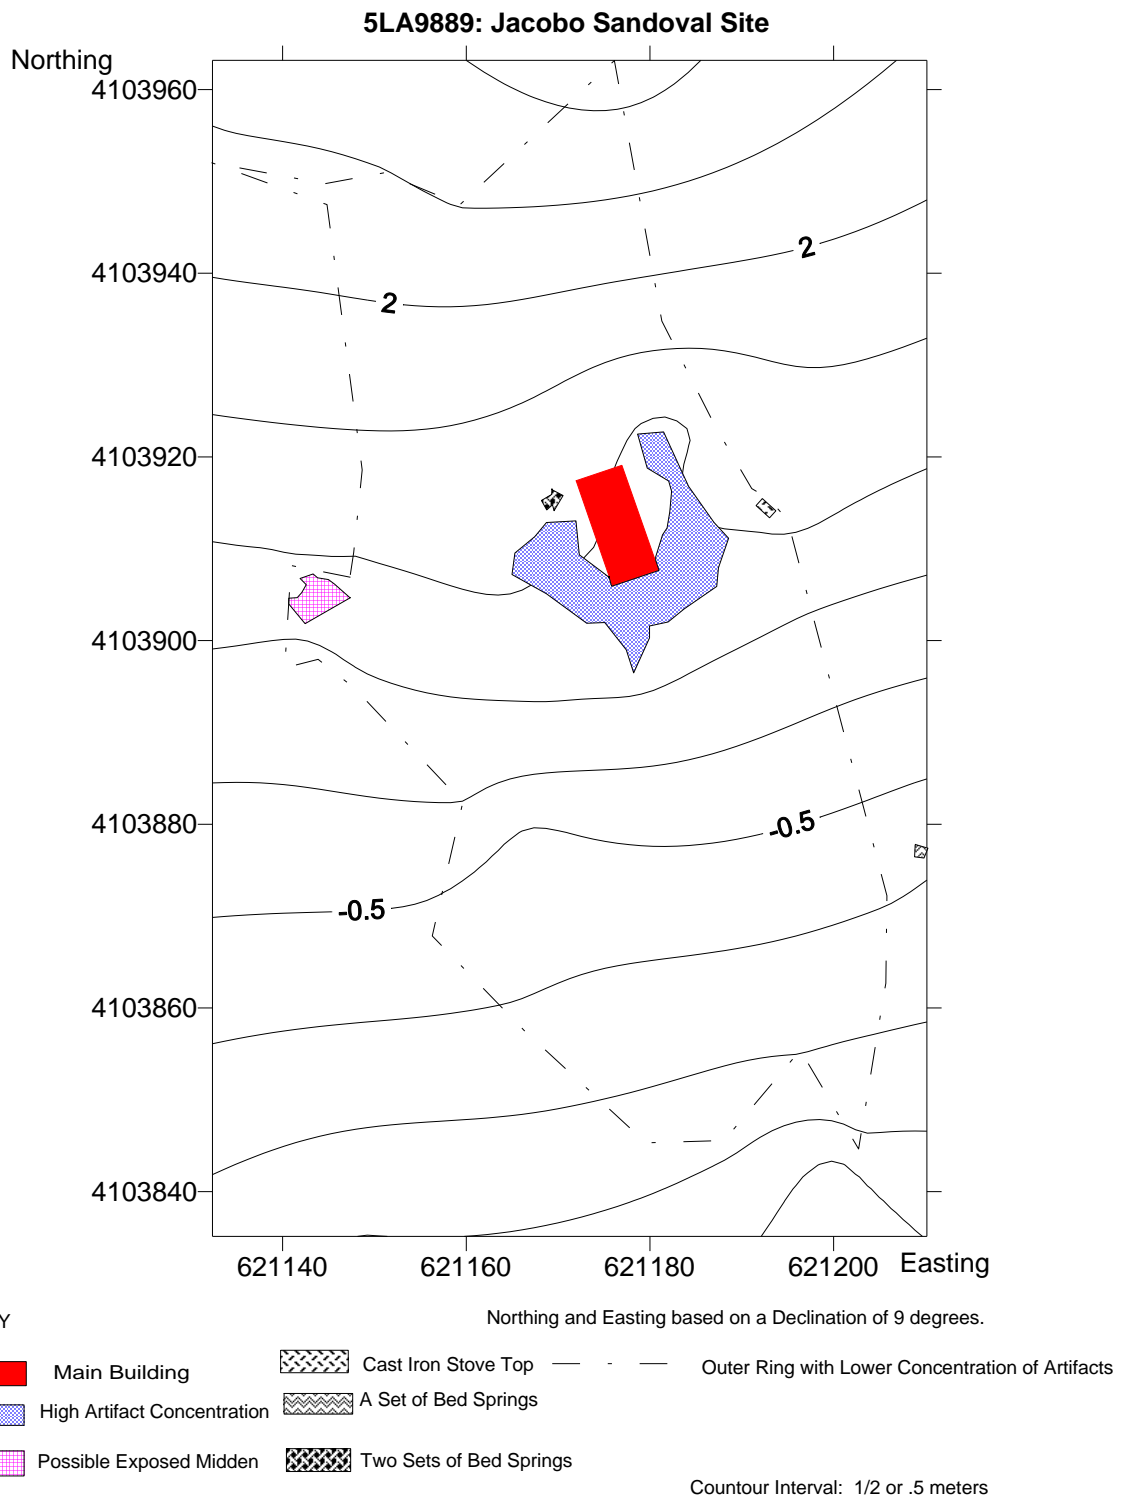 5LA9889: Jacobo Sandoval Site
Northing
4103960
4103940
4103920
4103900
4103880
4103860
4103840
2
2
-0.5
-0.5
621140
621160
621180
621200
Easting
Y
Northing and Easting based on a Declination of 9 degrees.
Main Building
Cast Iron Stove Top
Outer Ring with Lower Concentration of Artifacts
High Artifact Concentration
A Set of Bed Springs
Possible Exposed Midden
Two Sets of Bed Springs
Countour Interval: 1/2 or .5 meters